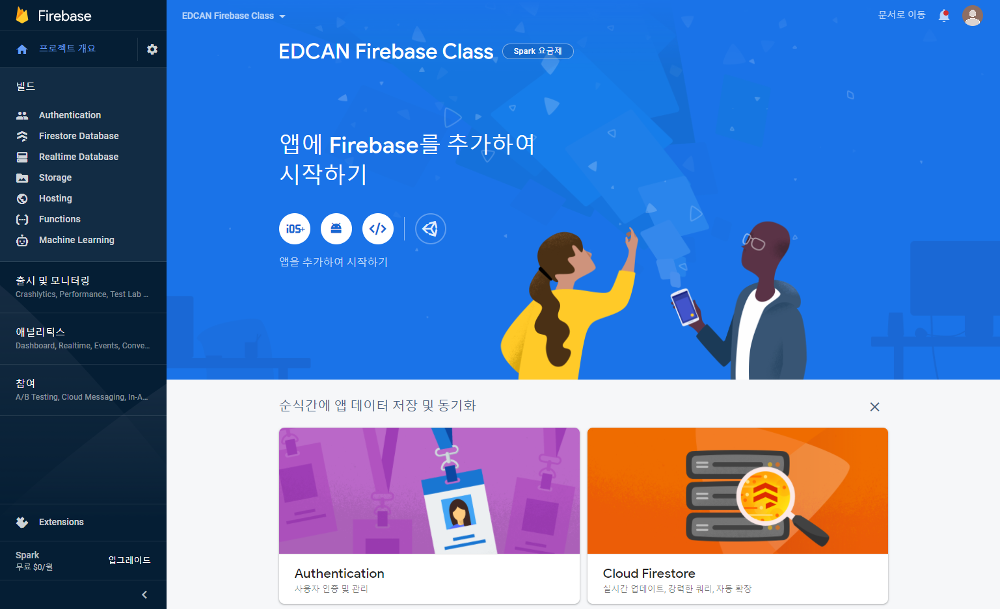 Firebase
프로젝트 개요
빌드
Authentication
Firestore Database
Realtime Database
Storage
Hosting
Functions
Machine Learning
출시 및 모니터링
Crashlytics, Performance, Test Lab ...
애널리틱스
Dashboard, Realtime, Events, Conve...
참여
A/B Testing, Cloud Messaging, In-A...
Extensions
Spark
무료 $0/월
업그레이드
EDCAN Firebase Class
문서로 이동
EDCAN Firebase Class
Spark 요금제
앱에 Firebase를 추가하여
시작하기
iOS+
앱을 추가하여 시작하기
순식간에 앱 데이터 저장 및 동기화
Authentication
사용자 인증 및 관리
Cloud Firestore
실시간 업데이트, 강력한 쿼리, 자동 확장